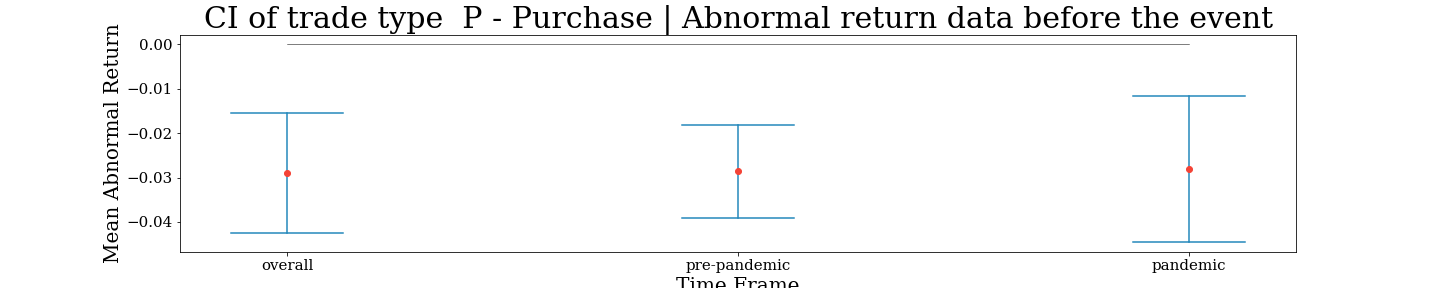 CI of trade type  P - Purchase | Abnormal return data before the event
Mean Abnormal Return
0.00
−0.01
−0.02
−0.03
−0.04
overall
pre-pandemic
pandemic
Time Frame